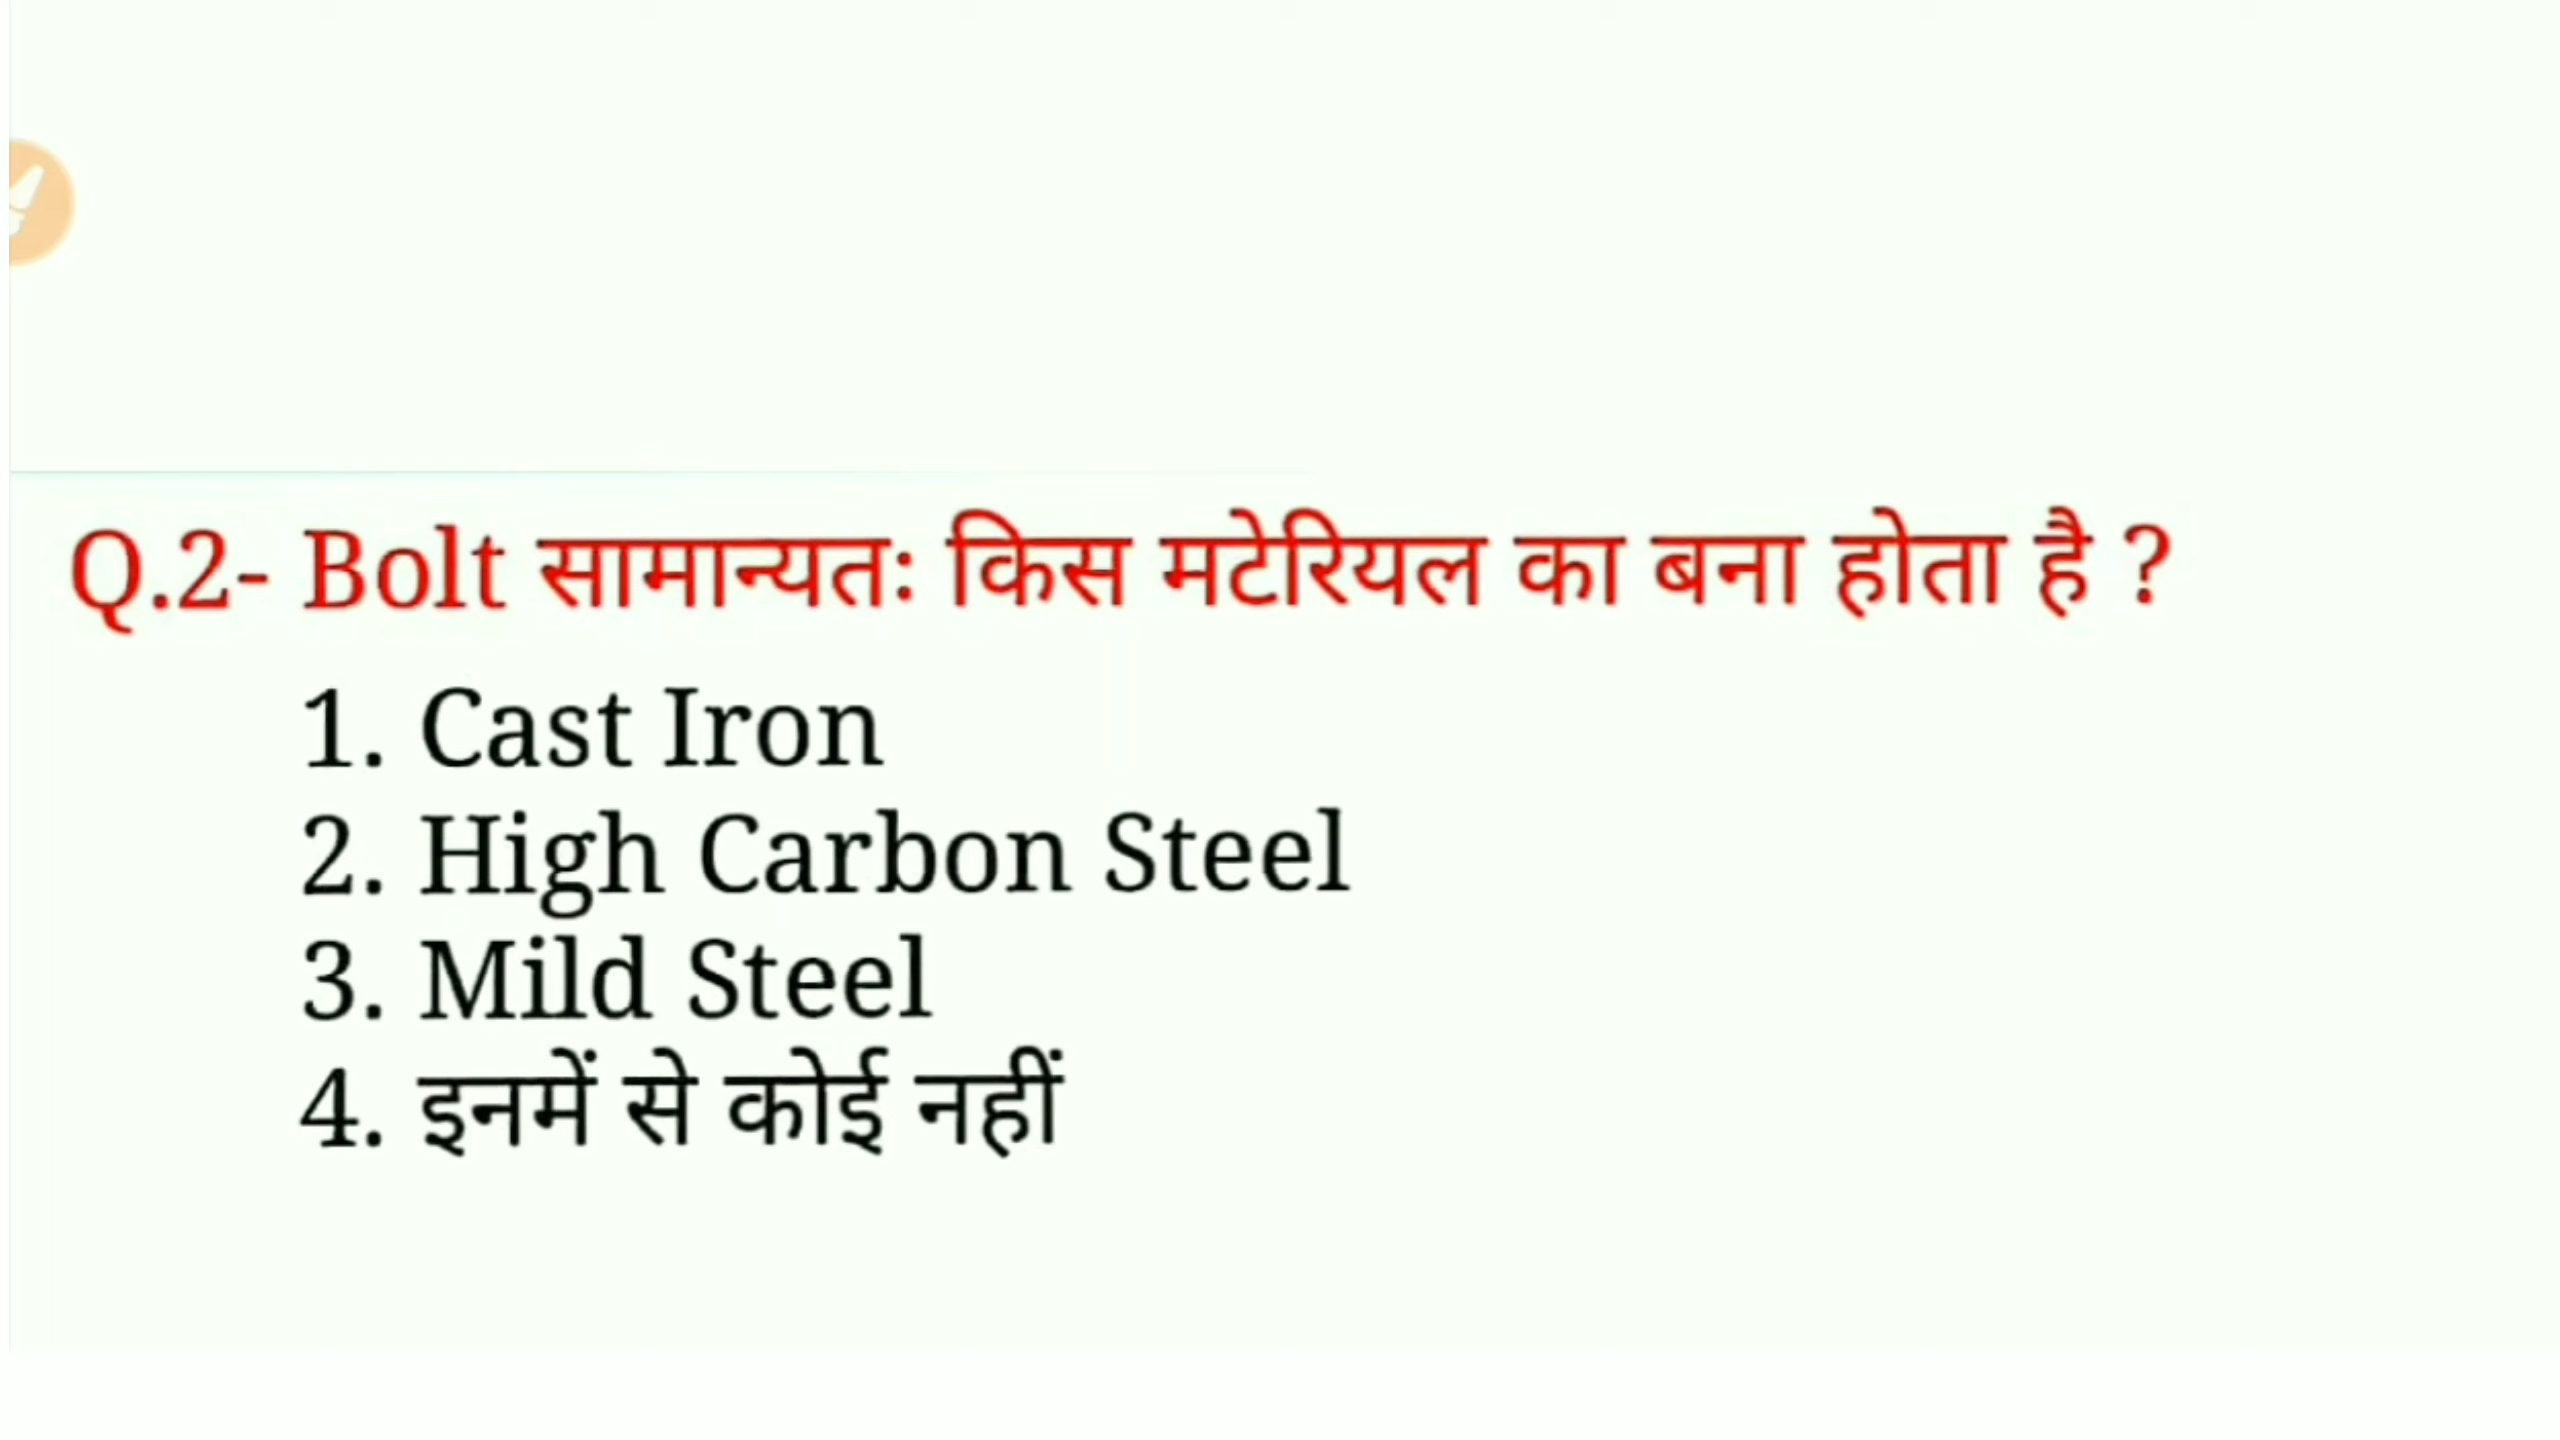 Q.2- Bolt सामान्यतः किस मटेरियल का बना होता है ?
1. Cast Iron
2. High Carbon Steel
3. Mild Steel
4. इनमें से कोई नहीं